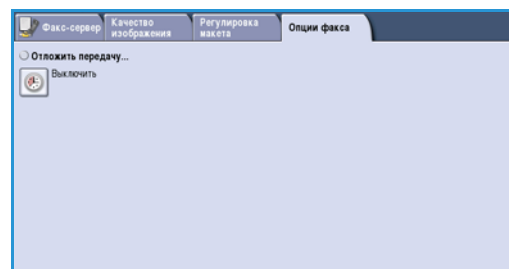 Факс-сервер
Качество
изображения
Регулировка
макета
Опции факса
Отложить передачу...
Выключить